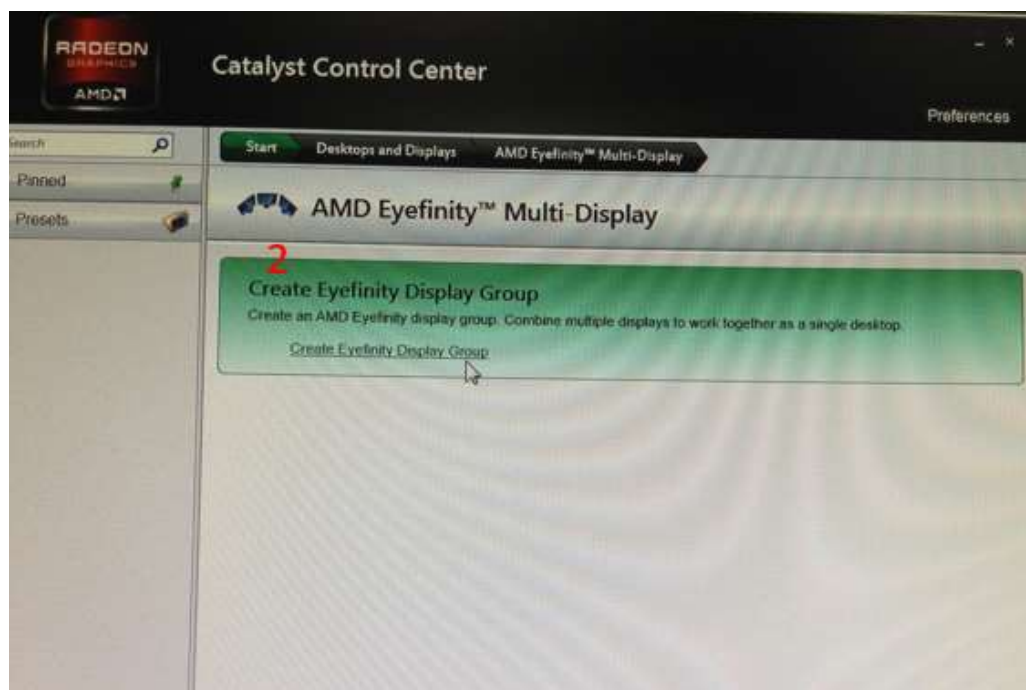 RADEON
GRAPHICS
AMD
Catalyst Control Center
Preferences
Search
Start
Desktops and Displays
AMD Eyefinity™ Multi-Display
Pinned
Presets
AMD Eyefinity™ Multi-Display
2
Create Eyefinity Display Group
Create an AMD Eyefinity display group. Combine multiple displays to work together as a single desktop.
Create Eyefinity Display Group